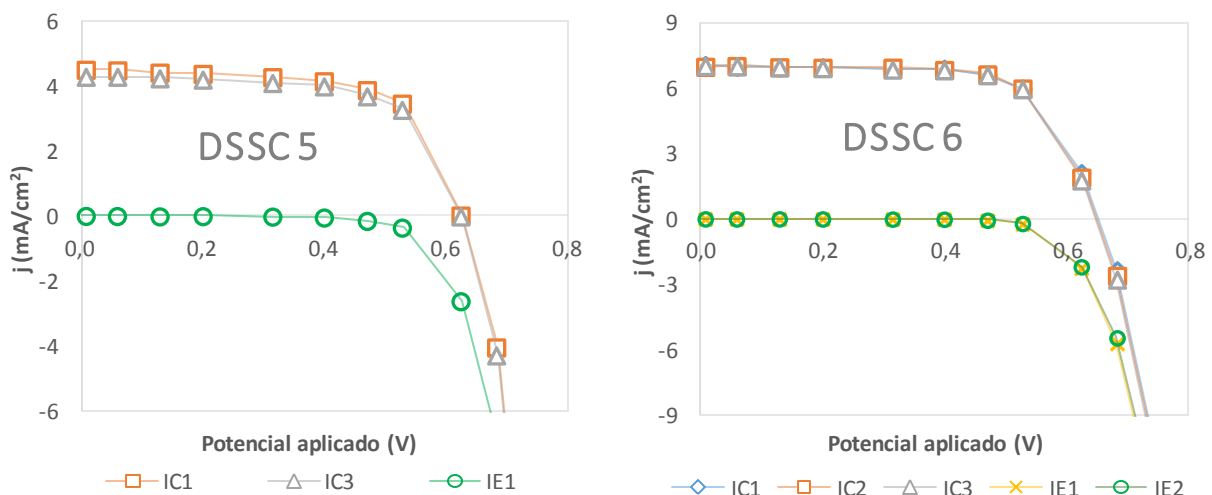 6
4
2
0
-2
-4
-6
0,0
0,2
0,4
0,6
0,8
j (mA/cm²)
DSSC 5
Potencial aplicado (V)
IC1
IC3
IE1
9
6
3
0
-3
-6
-9
0,0
0,2
0,4
0,6
0,8
j (mA/cm²)
DSSC 6
Potencial aplicado (V)
IC1
IC2
IC3
IE1
IE2